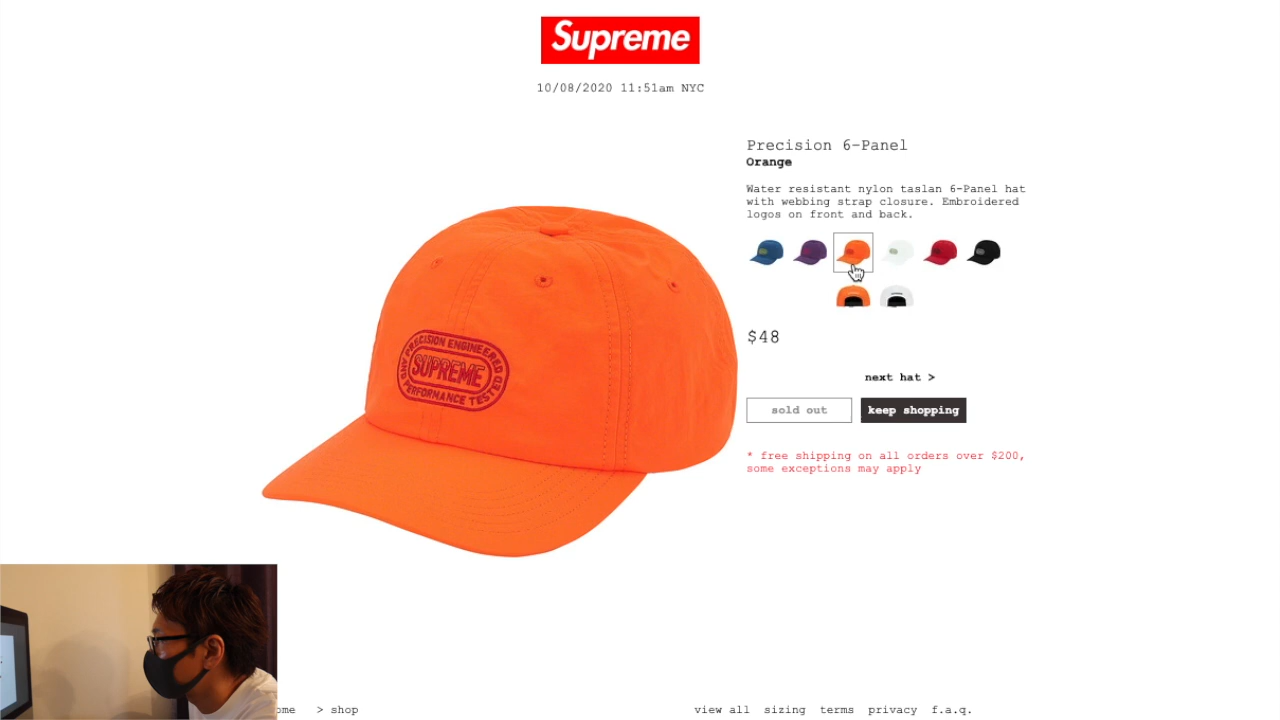 Supreme
10/08/2020 11:51am NYC
Precision 6-Panel
Orange
Water resistant nylon taslan 6-Panel hat
with webbing strap closure. Embroidered
logos on front and back.
PRECISION ENGINEERED
SUPREME
AND PERFORMANCE TESTED
$48
next hat >
sold out keep shopping
* free shipping on all orders over $200,
some exceptions may apply
ome > shop view all sizing terms privacy f.a.q.